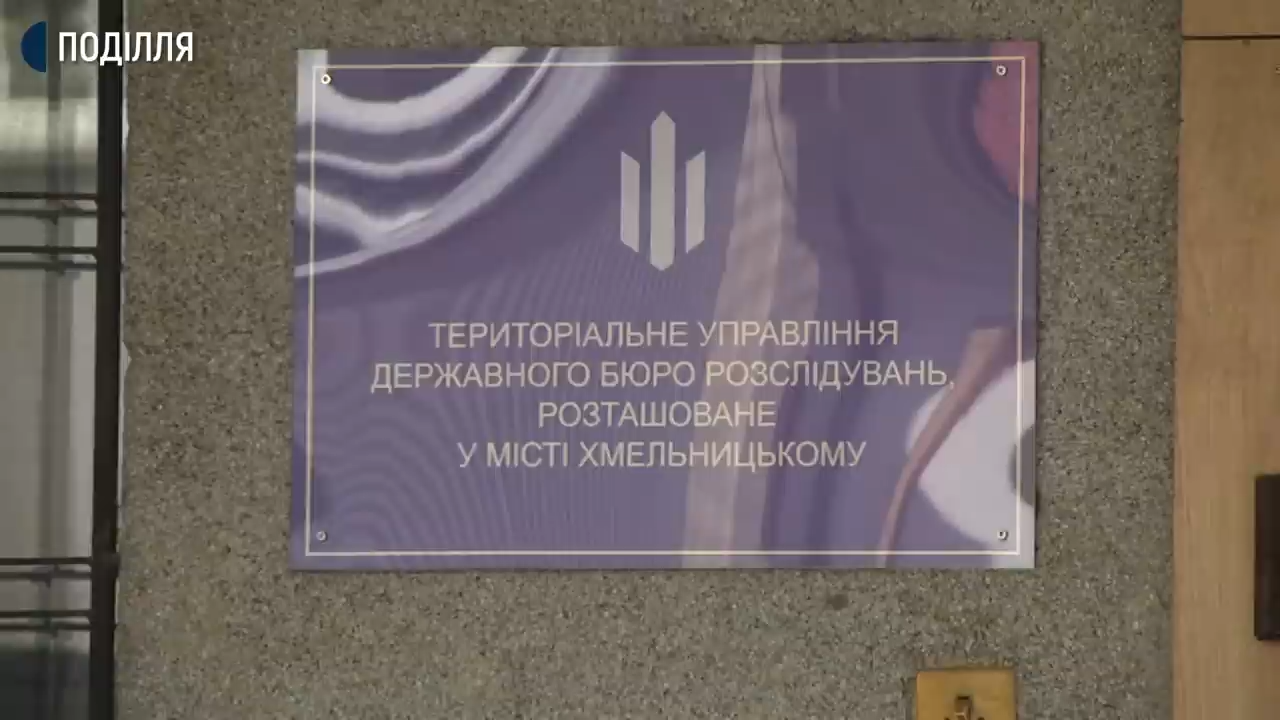 ПОДІЛЛЯ
ТЕРИТОРІАЛЬНЕ УПРАВЛІННЯ
ДЕРЖАВНОГО БЮРО РОЗСЛІДУВАНЬ,
РОЗТАШОВАНЕ
У МІСТІ ХМЕЛЬНИЦЬКОМУ